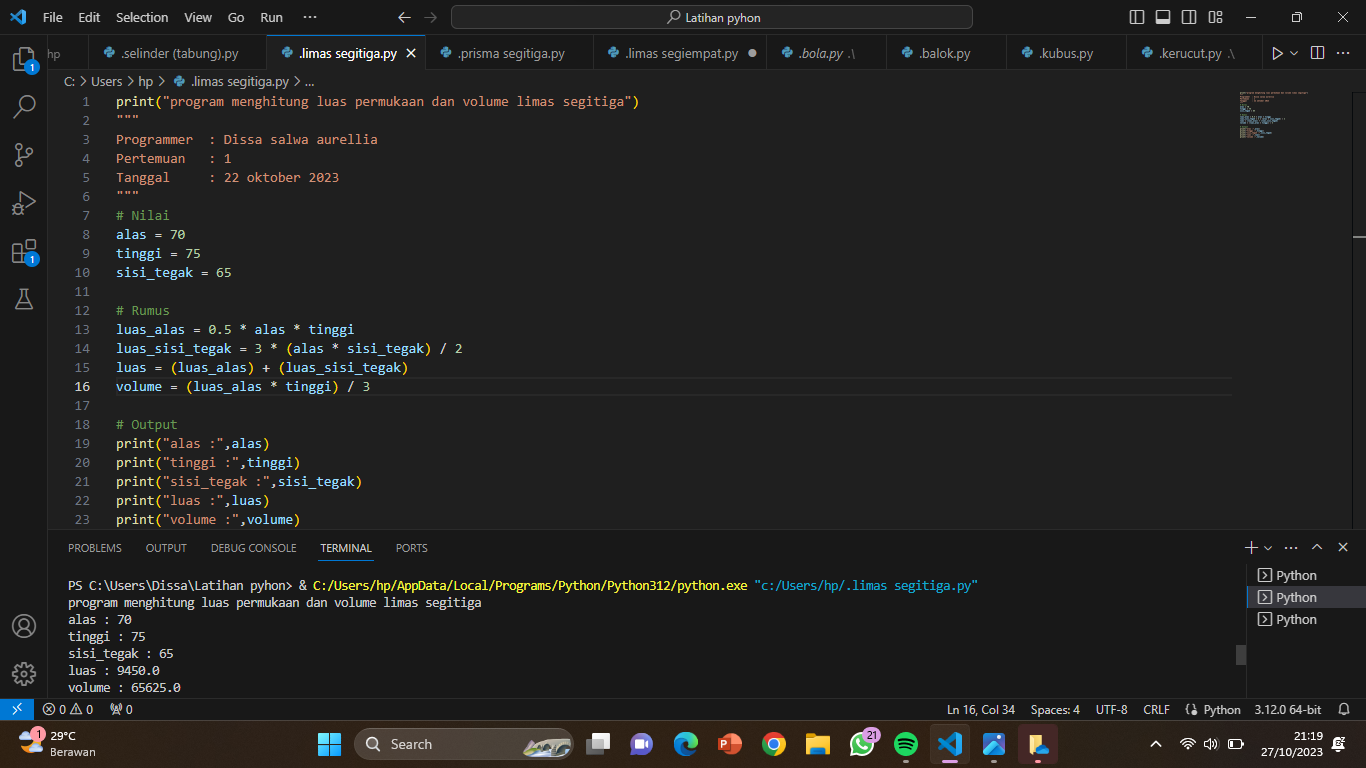 File Edit Selection View Go Run ··· Latihan pyhon
hp .selinder (tabung).py .limas segitiga.py .prisma segitiga.py .limas segiempat.py .bola.py .\ .balok.py .kubus.py .kerucut.py .\
C: > Users > hp > .limas segitiga.py > ...
1 print("program menghitung luas permukaan dan volume limas segitiga")
2 """
3 Programmer : Dissa salwa aurellia
4 Pertemuan : 1
5 Tanggal : 22 oktober 2023
6 """
7 # Nilai
8 alas = 70
9 tinggi = 75
10 sisi_tegak = 65
11
12 # Rumus
13 luas_alas = 0.5 * alas * tinggi
14 luas_sisi_tegak = 3 * (alas * sisi_tegak) / 2
15 luas = (luas_alas) + (luas_sisi_tegak)
16 volume = (luas_alas * tinggi) / 3
17
18 # Output
19 print("alas :",alas)
20 print("tinggi :",tinggi)
21 print("sisi_tegak :",sisi_tegak)
22 print("luas :",luas)
23 print("volume :",volume)
PROBLEMS OUTPUT DEBUG CONSOLE TERMINAL PORTS
PS C:\Users\Dissa\Latihan pyhon> & C:/Users/hp/AppData/Local/Programs/Python/Python312/python.exe "c:/Users/hp/.limas segitiga.py"
program menghitung luas permukaan dan volume limas segitiga
alas : 70
tinggi : 75
sisi_tegak : 65
luas : 9450.0
volume : 65625.0
Python
Python
Python
0 0 0 Ln 16, Col 34 Spaces: 4 UTF-8 CRLF Python 3.12.0 64-bit
1 29°C
Berawan
Search
21
21:19
27/10/2023